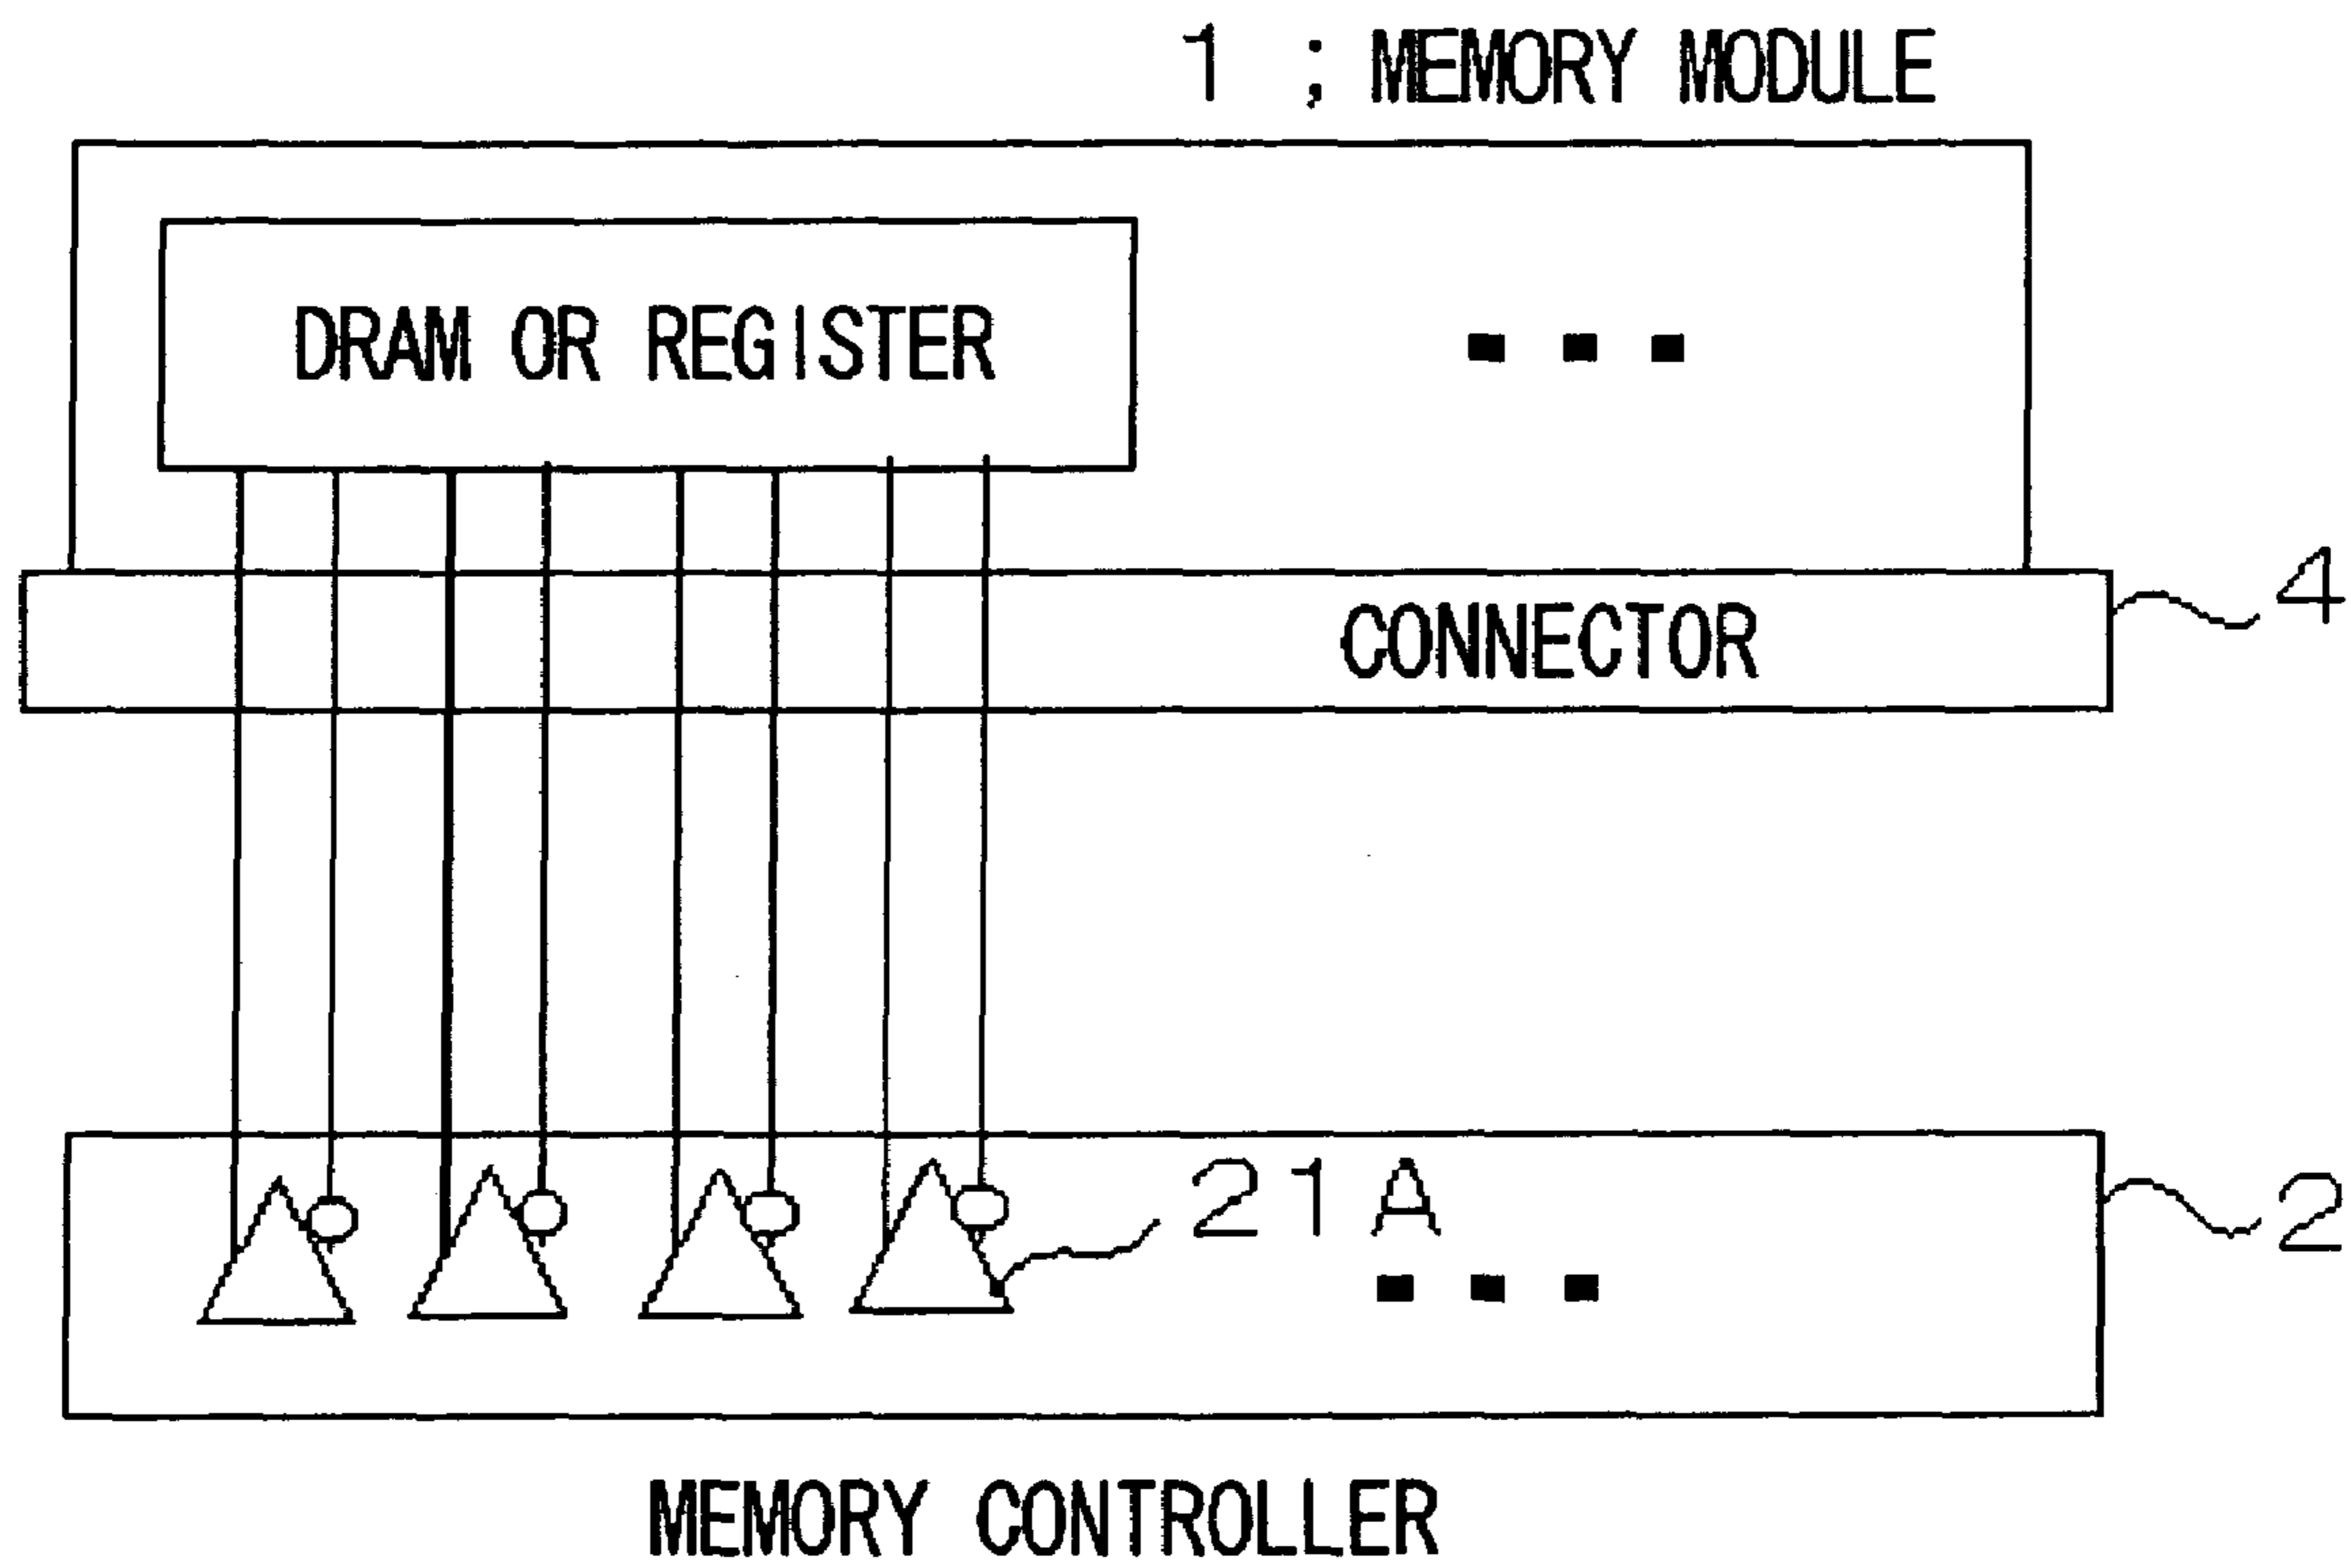 1 ; MEMORY MODULE
DRAM OR REGISTER
CONNECTOR
4
21A
2
MEMORY CONTROLLER